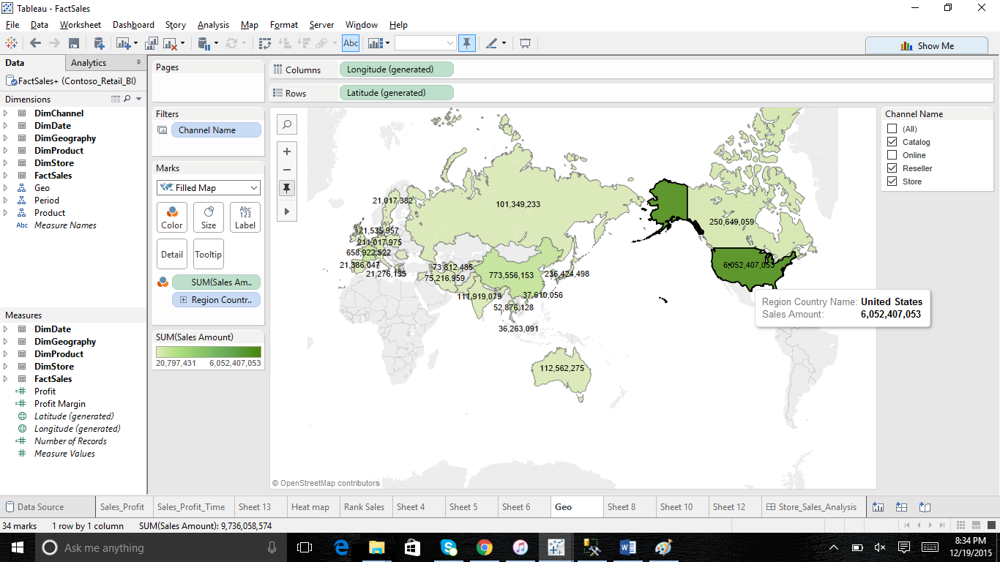 Tableau - FactSales
File Data Worksheet Dashboard Story Analysis Map Format Server Window Help
Abc
Show Me
Data Analytics
FactSales+ (Contoso_Retail_BI)
Dimensions
DimChannel
DimDate
DimGeography
DimProduct
DimStore
FactSales
Geo
Period
Product
Abc Measure Names
Measures
DimDate
DimGeography
DimProduct
DimStore
FactSales
Profit
Profit Margin
Latitude (generated)
Longitude (generated)
Number of Records
Measure Values
Pages
Filters
Channel Name
Marks
Filled Map
Color Size Abc 123 Label
Detail Tooltip
SUM(Sales Am..
Region Countr..
SUM(Sales Amount)
20,797,431 6,052,407,053
Columns Longitude (generated)
Rows Latitude (generated)
21,017,382
101,349,233
250,649,059
21,535,957
211,017,975
658,922,522
21,386,047
21,276,135
73,812,485
75,216,959
773,556,153
236,424,498
6,052,407,053
111,919,079
37,610,056
52,876,128
36,263,091
112,562,275
Region Country Name: United States
Sales Amount: 6,052,407,053
© OpenStreetMap contributors
Channel Name
(All)
Catalog
Online
Reseller
Store
Data Source Sales_Profit Sales_Profit_Time Sheet 13 Heat map Rank Sales Sheet 4 Sheet 5 Sheet 6 Geo Sheet 8 Sheet 10 Sheet 12 Store_Sales_Analysis
34 marks 1 row by 1 column SUM(Sales Amount): 9,736,058,574
Ask me anything
8:34 PM
12/19/2015